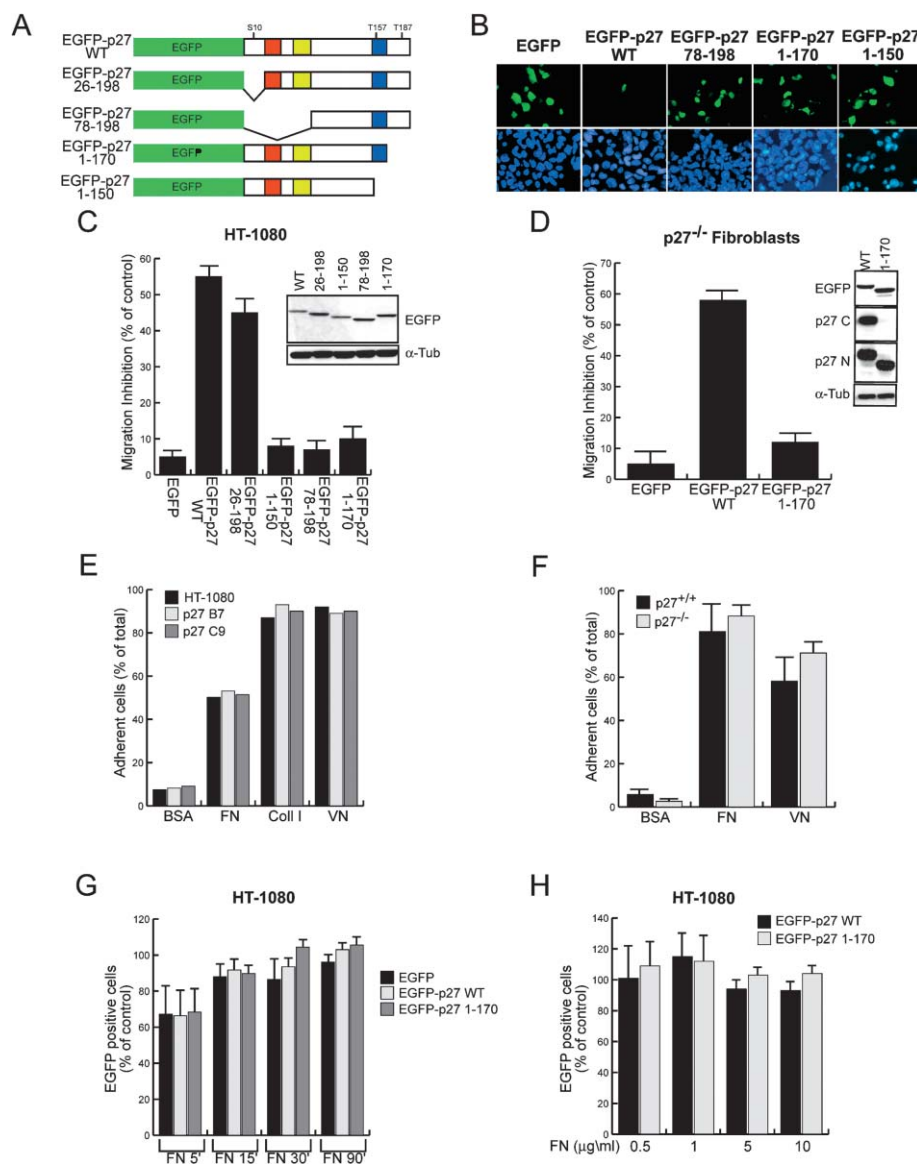 A
S10 T157 T187
EGFP-p27 WT
EGFP
EGFP-p27 26-198
EGFP
EGFP-p27 78-198
EGFP
EGFP-p27 1-170
EGFP
EGFP-p27 1-150
EGFP
B
EGFP
EGFP-p27 WT
EGFP-p27 78-198
EGFP-p27 1-170
EGFP-p27 1-150
C
HT-1080
Migration Inhibition (% of control)
70
60
50
40
30
20
10
0
EGFP
EGFP-p27 WT
EGFP-p27 26-198
EGFP-p27 1-150
EGFP-p27 78-198
EGFP-p27 1-170
WT
26-198
1-150
78-198
1-170
EGFP
α-Tub
D
p27-/- Fibroblasts
Migration Inhibition (% of control)
70
60
50
40
30
20
10
0
EGFP
EGFP-p27 WT
EGFP-p27 1-170
WT
1-170
EGFP
p27 C
p27 N
α-Tub
E
Adherent cells (% of total)
100
80
60
40
20
0
HT-1080
p27 B7
p27 C9
BSA FN Coll I VN
F
Adherent cells (% of total)
100
80
60
40
20
0
p27+/+
p27-/-
BSA FN VN
G
HT-1080
EGFP positive cells
(% of control)
120
100
80
60
40
20
0
EGFP
EGFP-p27 WT
EGFP-p27 1-170
FN 5' FN 15' FN 30' FN 90'
H
HT-1080
EGFP positive cells
(% of control)
140
120
100
80
60
40
20
0
EGFP-p27 WT
EGFP-p27 1-170
FN (μg\ml) 0.5 1 5 10